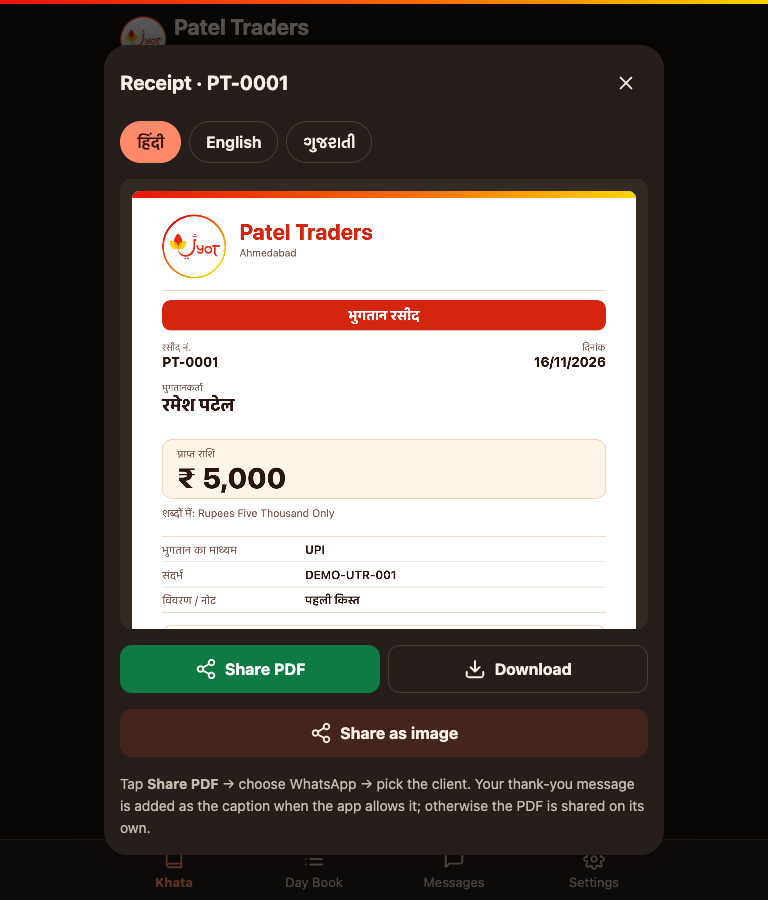 Jyot
Patel Traders
Receipt · PT-0001
हिंदी
English
ગુજરાતી
Jyot
Patel Traders
Ahmedabad
भुगतान रसीद
रसीद नं.
दिनांक
PT-0001
16/11/2026
भुगतानकर्ता
रमेश पटेल
प्राप्त राशि
₹ 5,000
शब्दों में: Rupees Five Thousand Only
भुगतान का माध्यम UPI
संदर्भ DEMO-UTR-001
विवरण / नोट पहली किस्त
Share PDF
Download
Share as image
Tap Share PDF → choose WhatsApp → pick the client. Your thank-you message
is added as the caption when the app allows it; otherwise the PDF is shared on its
own.
Khata
Day Book
Messages
Settings